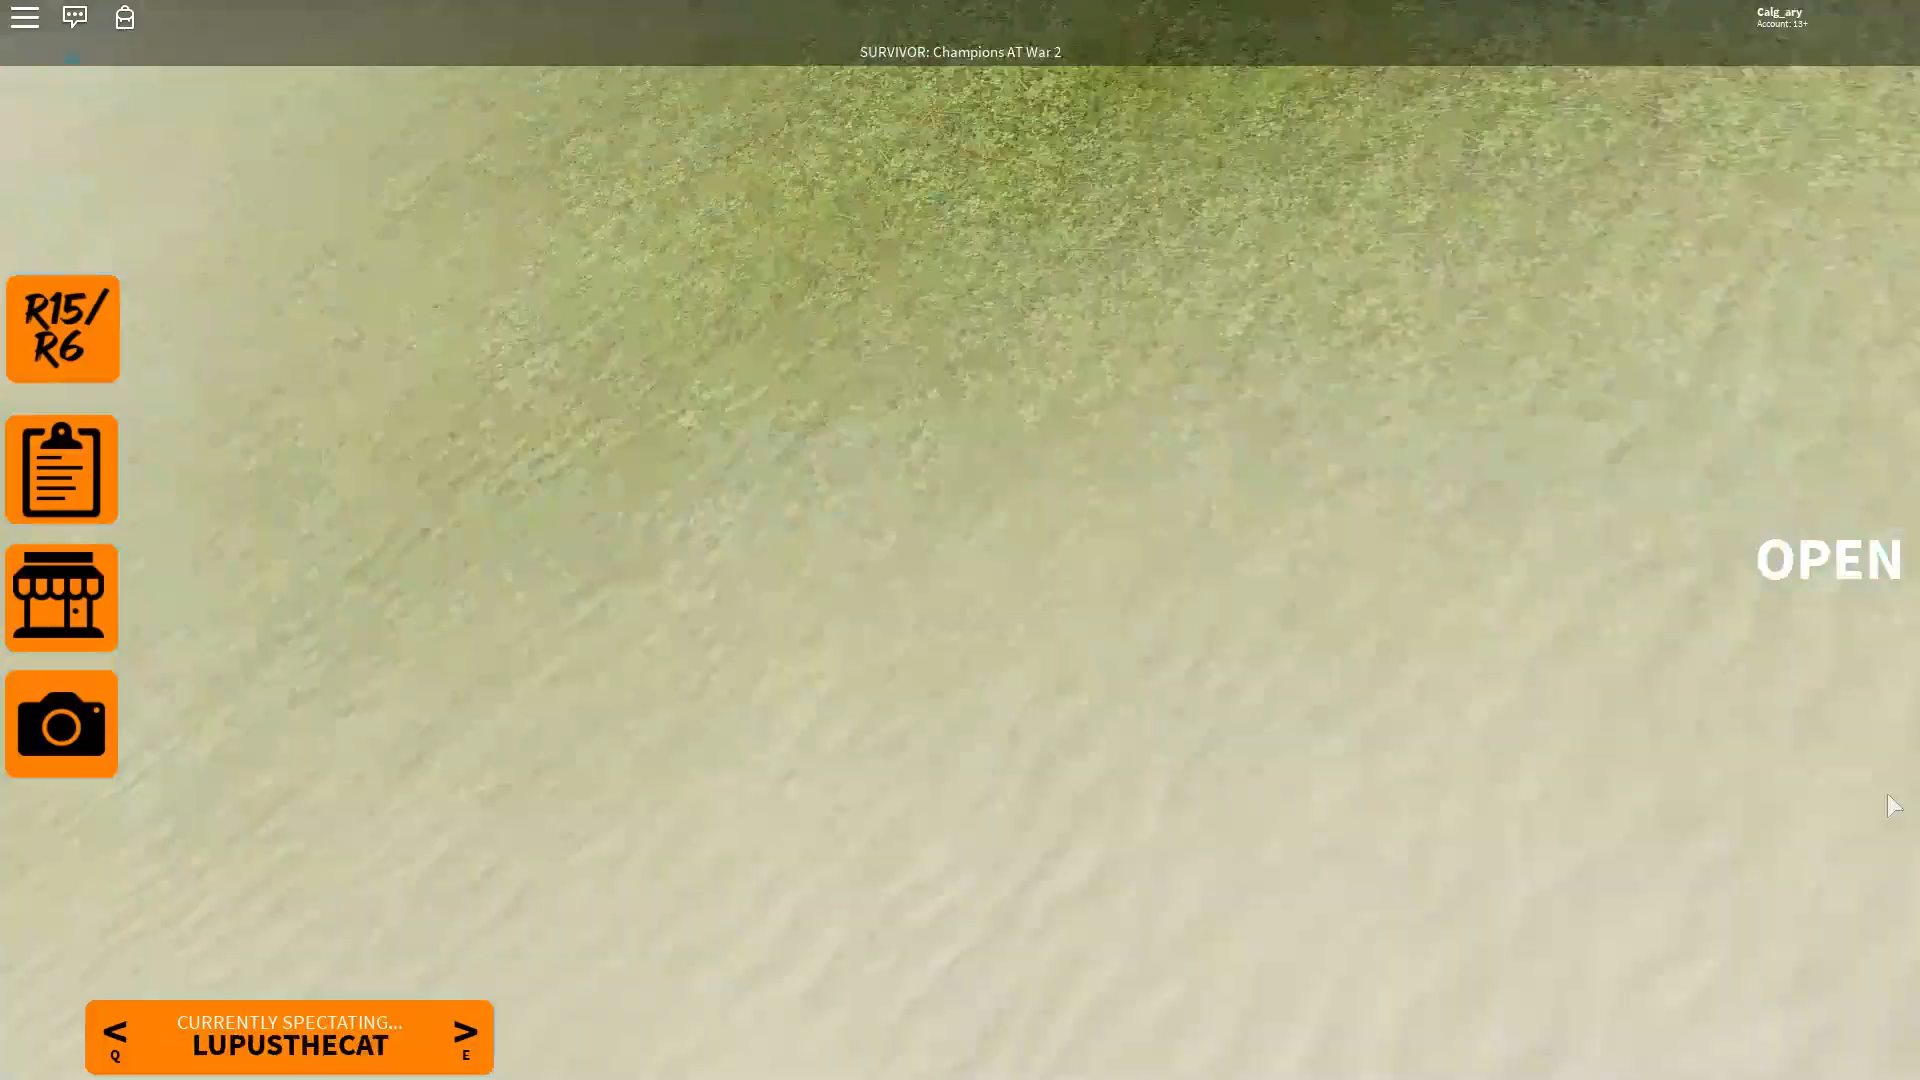 Calg_ary
Account: 13+
SURVIVOR: Champions AT War 2
R15/
R6
OPEN
< CURRENTLY SPECTATING... >
LUPUSTHECAT
Q E